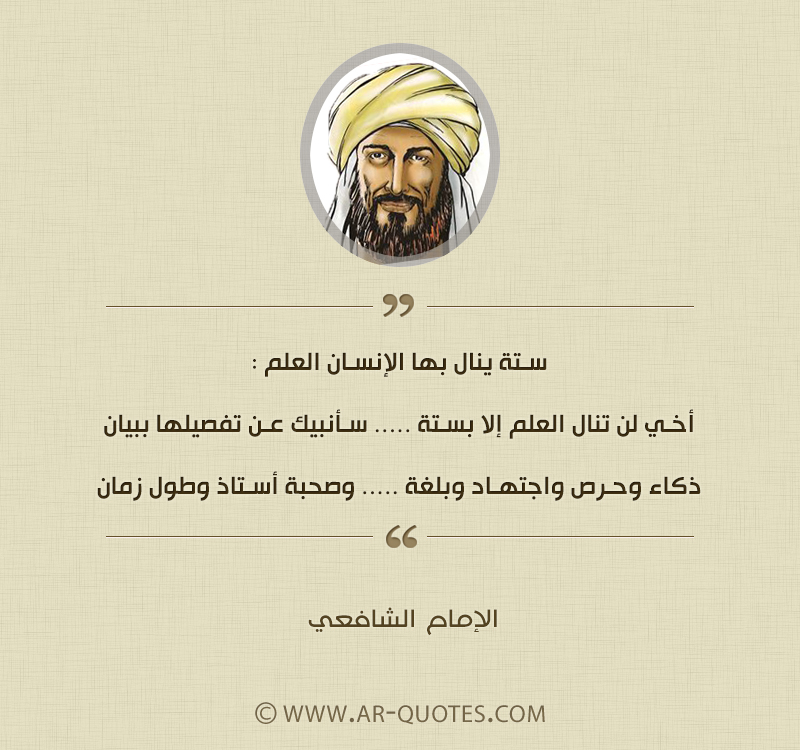 ستة ينال بها الإنسان العلم :
أخي لن تنال العلم إلا بستة ..... سأنبيك عن تفصيلها ببيان
ذكاء وحرص واجتهاد وبلغة ..... وصحبة أستاذ وطول زمان
الإمام الشافعي
© WWW.AR-QUOTES.COM